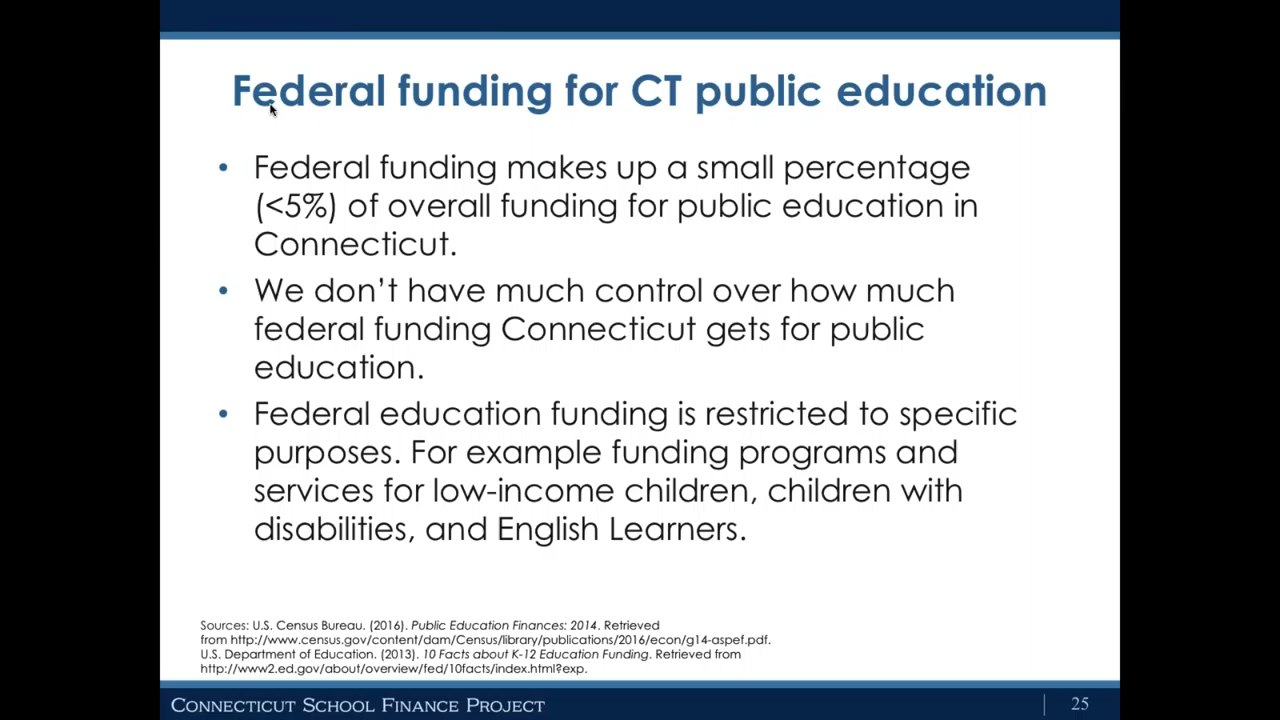 Federal funding for CT public education
• Federal funding makes up a small percentage
(<5%) of overall funding for public education in
Connecticut.
• We don’t have much control over how much
federal funding Connecticut gets for public
education.
• Federal education funding is restricted to specific
purposes. For example funding programs and
services for low-income children, children with
disabilities, and English Learners.
Sources: U.S. Census Bureau. (2016). Public Education Finances: 2014. Retrieved
from http://www.census.gov/content/dam/Census/library/publications/2016/econ/g14-aspef.pdf.
U.S. Department of Education. (2013). 10 Facts about K-12 Education Funding. Retrieved from
http://www2.ed.gov/about/overview/fed/10facts/index.html?exp.
CONNECTICUT SCHOOL FINANCE PROJECT
25